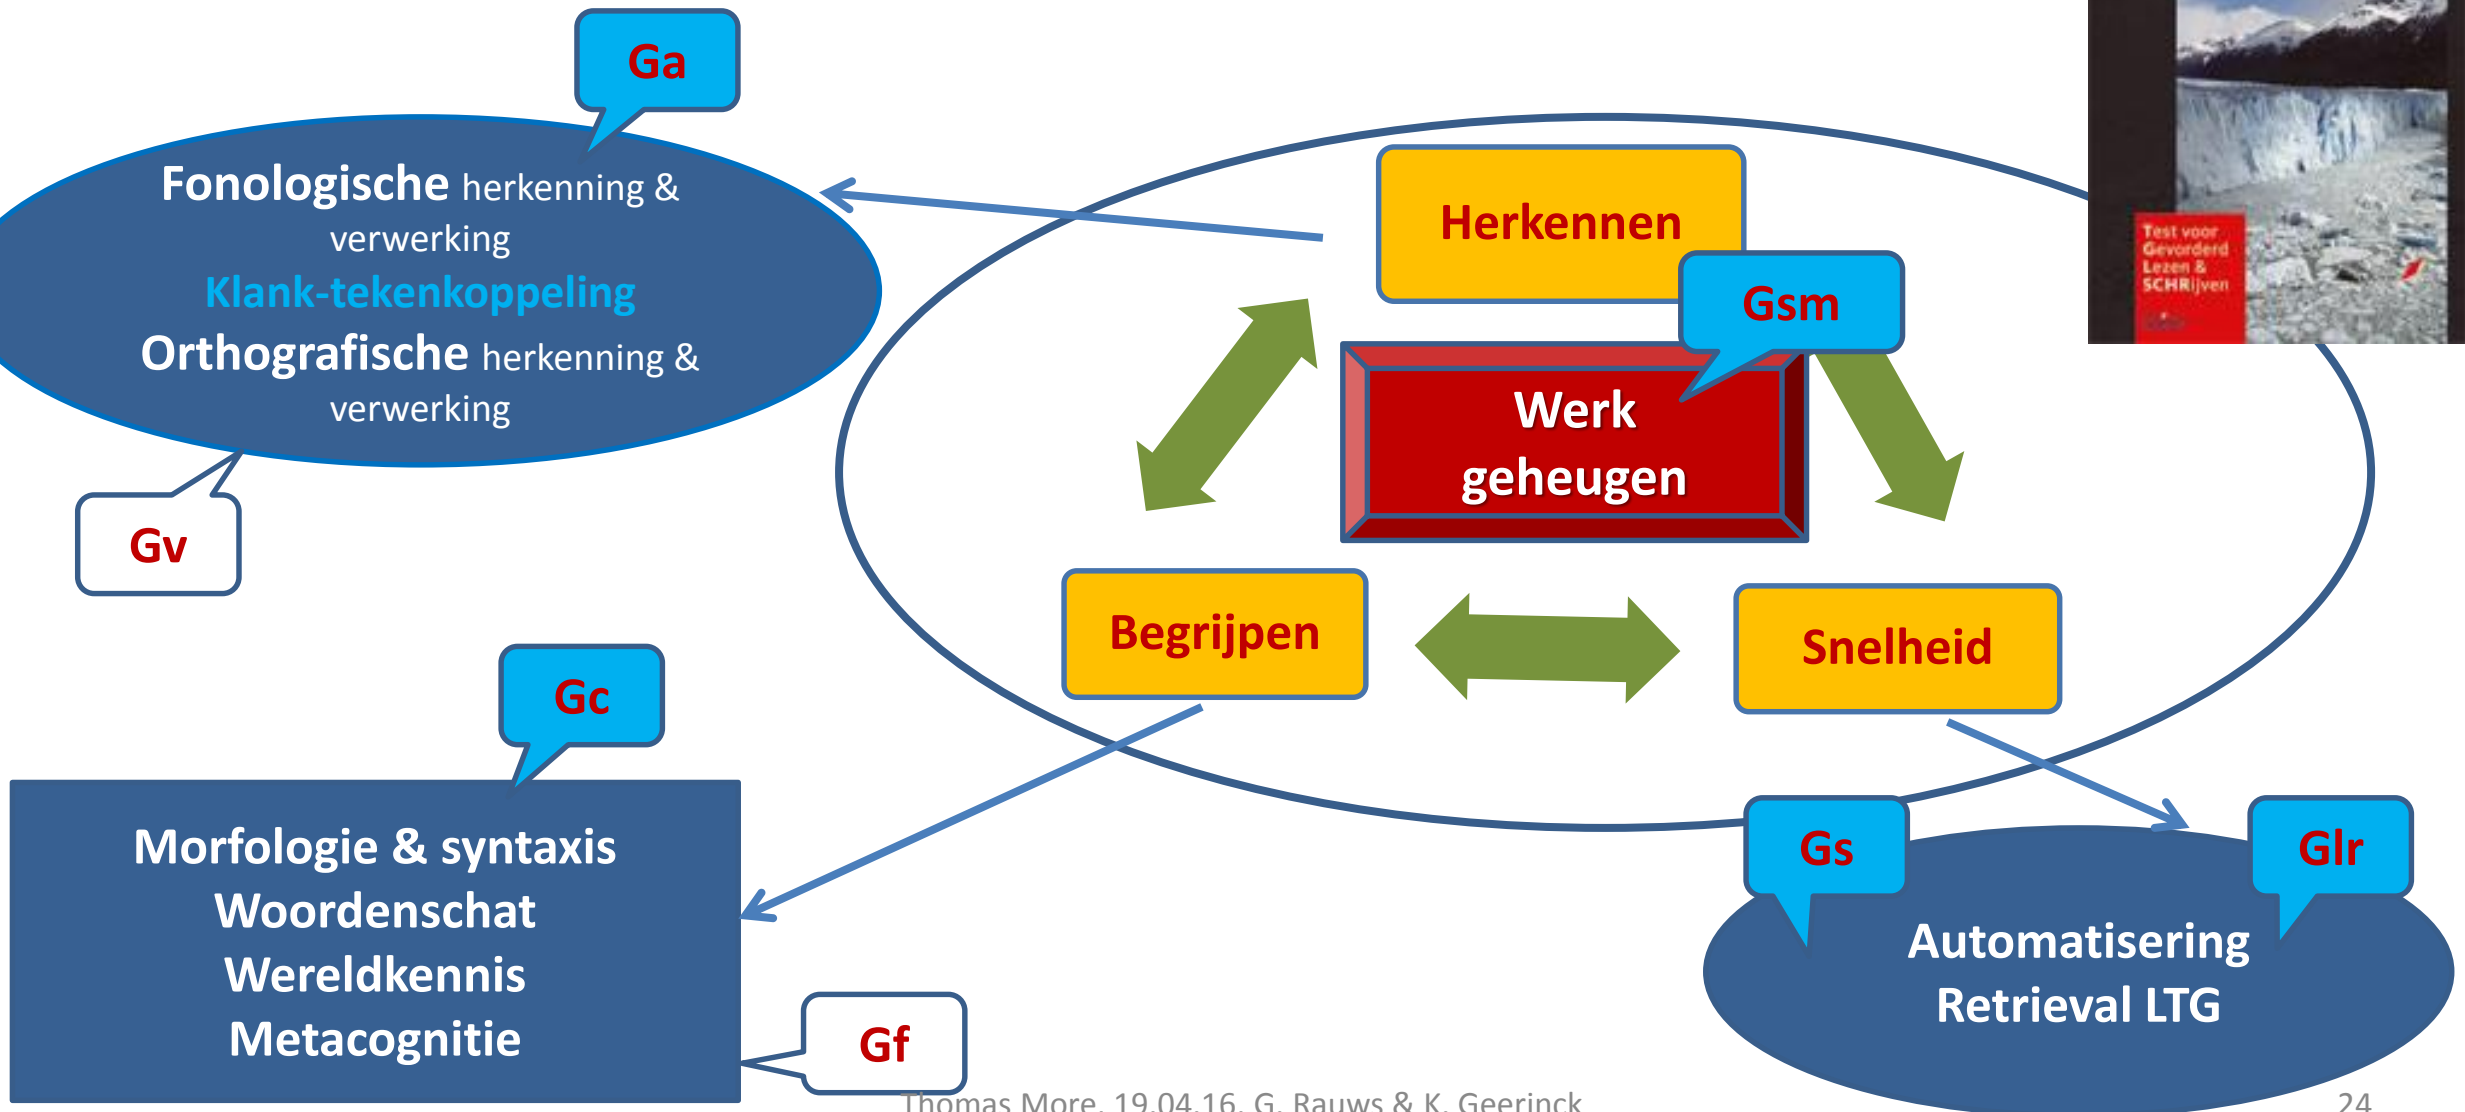 Ga
Fonologische herkenning &
verwerking
Klank-tekenkoppeling
Orthografische herkenning &
verwerking
Gv
Herkennen
Gsm
Werk
geheugen
Begrijpen
Snelheid
Test voor
Gevorderd
Lezen &
SCHRijven
Gc
Morfologie & syntaxis
Woordenschat
Wereldkennis
Metacognitie
Gf
Gs
Glr
Automatisering
Retrieval LTG
Thomas More, 19.04.16, G. Rauws & K. Geerinck
24